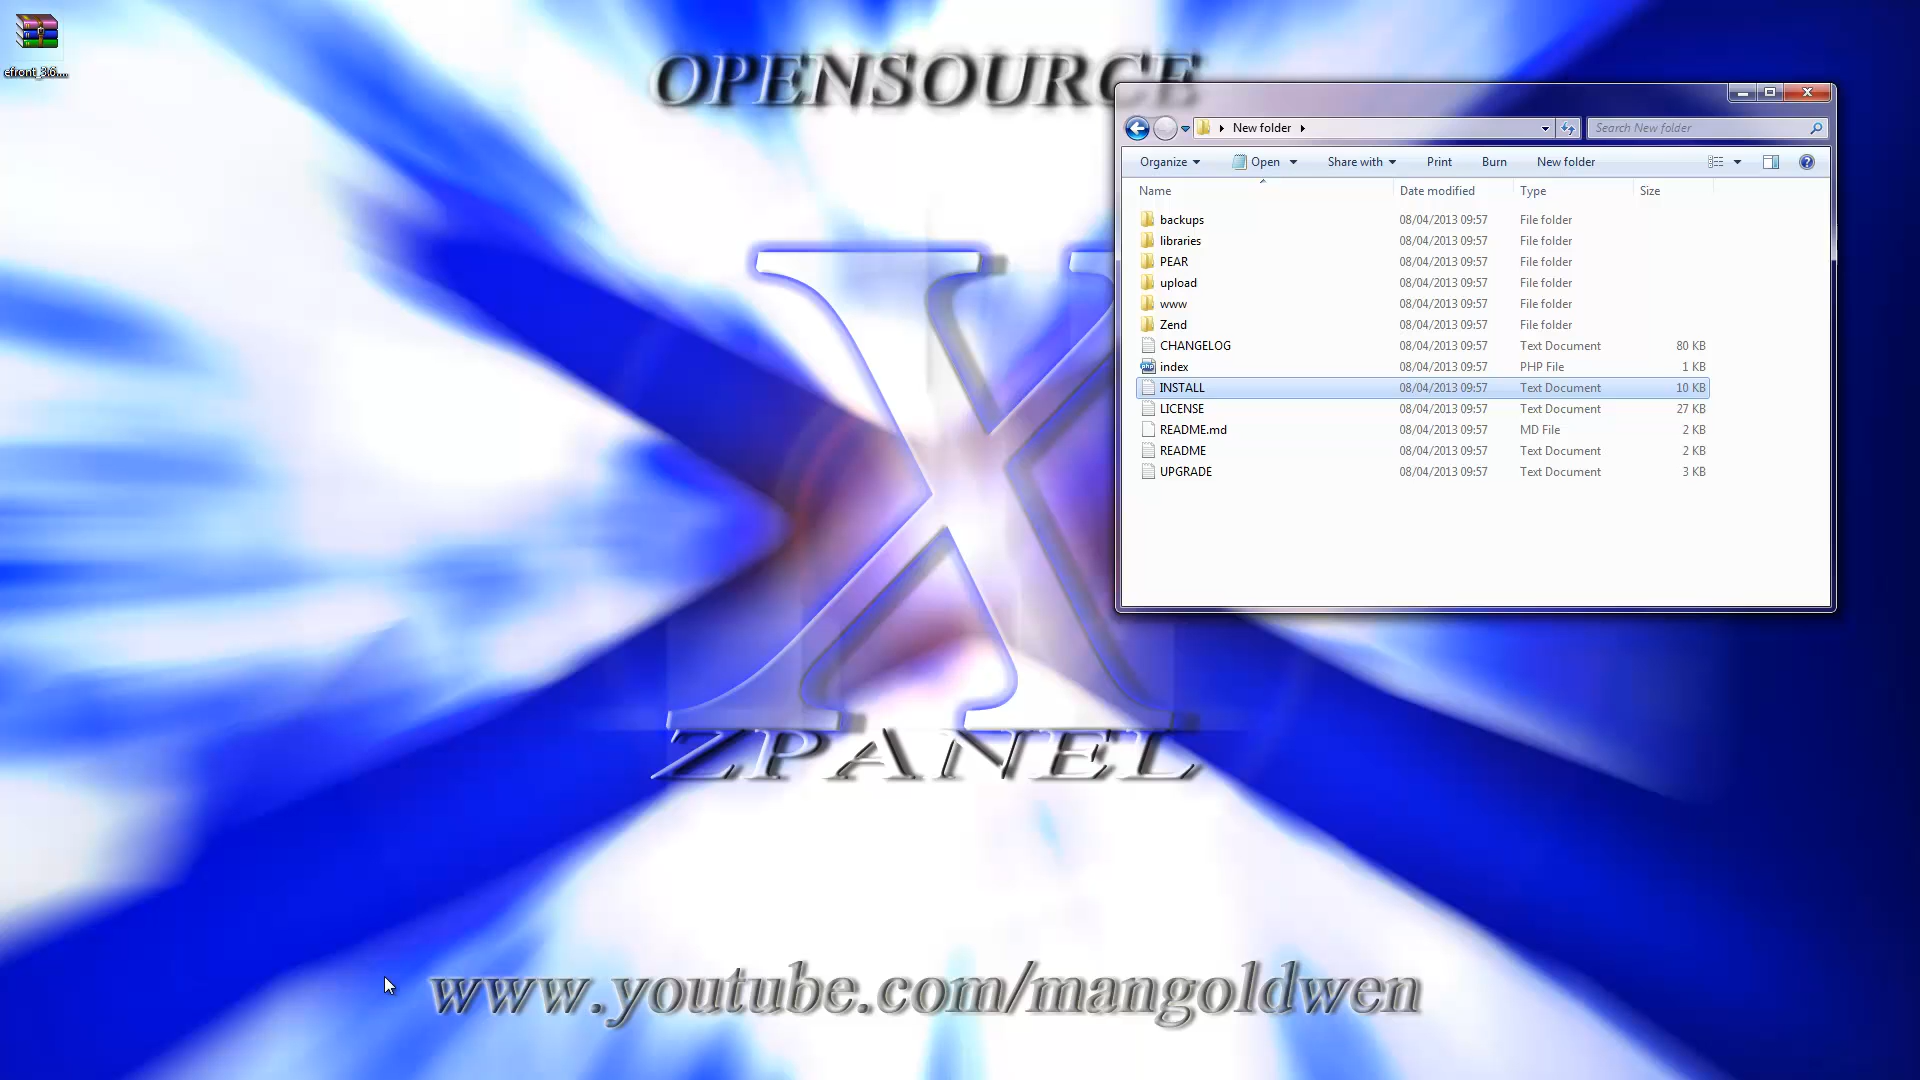 efront_3.6....
OPENSOURCE
ZPANEL
www.youtube.com/mangoldwen
New folder
Search New folder
Organize Open Share with Print Burn New folder
Name Date modified Type Size
backups 08/04/2013 09:57 File folder
libraries 08/04/2013 09:57 File folder
PEAR 08/04/2013 09:57 File folder
upload 08/04/2013 09:57 File folder
www 08/04/2013 09:57 File folder
Zend 08/04/2013 09:57 File folder
CHANGELOG 08/04/2013 09:57 Text Document 80 KB
index 08/04/2013 09:57 PHP File 1 KB
INSTALL 08/04/2013 09:57 Text Document 10 KB
LICENSE 08/04/2013 09:57 Text Document 27 KB
README.md 08/04/2013 09:57 MD File 2 KB
README 08/04/2013 09:57 Text Document 2 KB
UPGRADE 08/04/2013 09:57 Text Document 3 KB